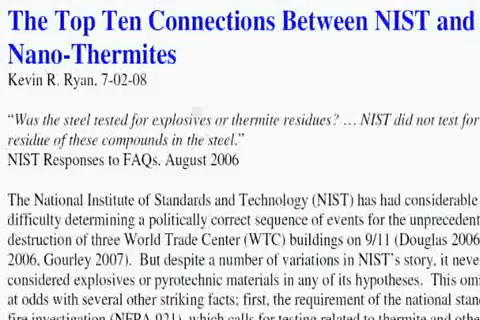 The Top Ten Connections Between NIST and
Nano-Thermites
Kevin R. Ryan, 7-02-08
“Was the steel tested for explosives or thermite residues? … NIST did not test for
residue of these compounds in the steel.”
NIST Responses to FAQs, August 2006
The National Institute of Standards and Technology (NIST) has had considerable
difficulty determining a politically correct sequence of events for the unprecedent
destruction of three World Trade Center (WTC) buildings on 9/11 (Douglas 2006
2006, Gourley 2007). But despite a number of variations in NIST’s story, it neve
considered explosives or pyrotechnic materials in any of its hypotheses. This omi
at odds with several other striking facts; first, the requirement of the national stan
fire investigation (NFPA 921), which calls for testing related to thermite and othe